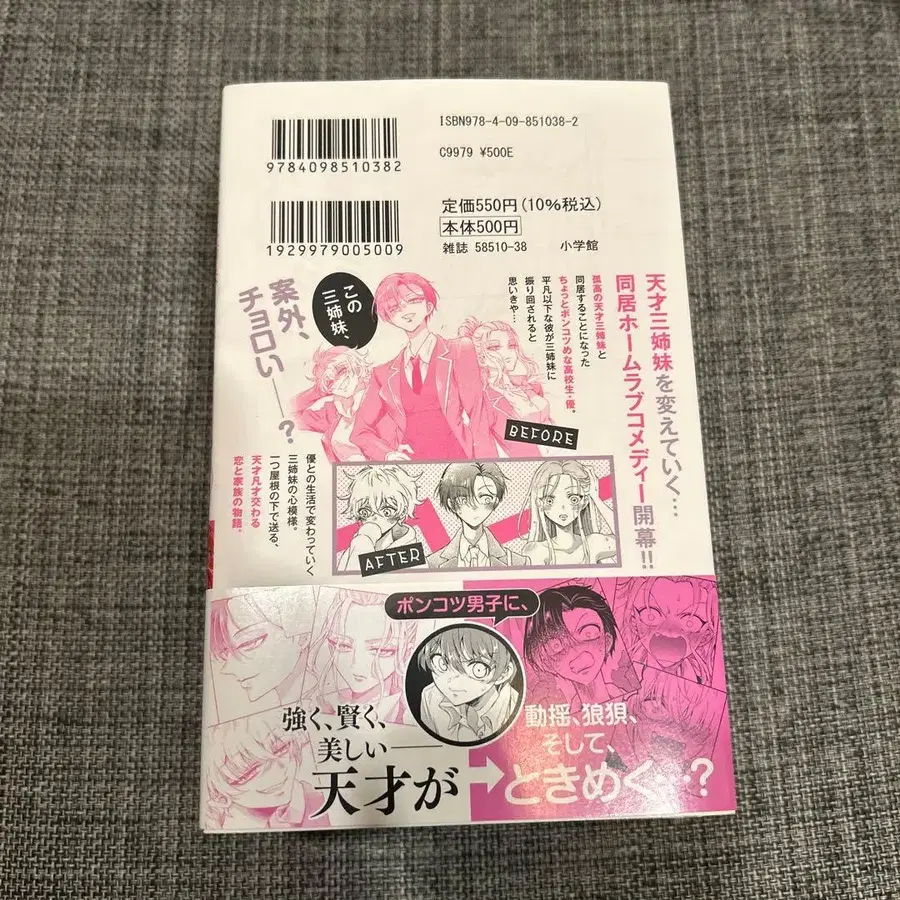 ISBN978-4-09-851038-2
9784098510382
C9979 ¥500E
1929979005009
定価550円(10%税込)
本体500円
雑誌 58510-38
小学館
天才三姉妹を変えていく…
同居ホームラブコメディー開幕!!
孤高の天才三姉妹と
同居することになった
ちょっとポンコツめな高校生・優。
平凡以下な彼が三姉妹に
振り回されると
思いきや…
この
三姉妹、
案外、
チョロい——?
BEFORE
AFTER
優との生活で変わっていく
三姉妹の心模様。
一つ屋根の下で送る、
天才凡才交わる
恋と家族の物語。
ポンコツ男子に、
強く、賢く、
美しい——
天才が
動揺、狼狽、
そして、
ときめく…?